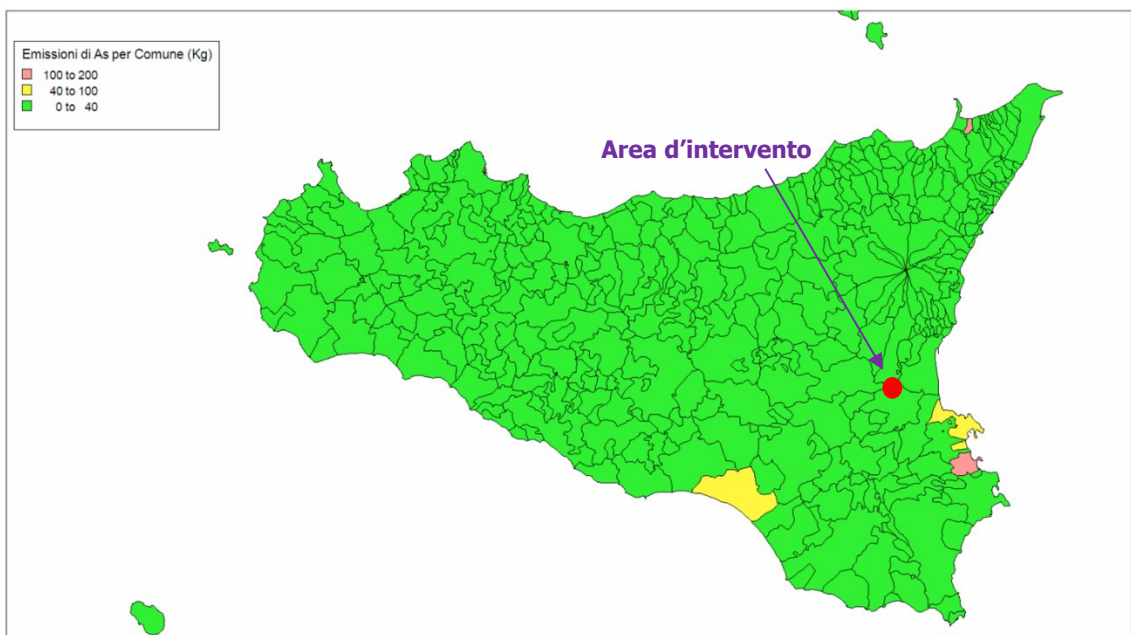 Emissioni di As per Comune (Kg)
100 to 200
40 to 100
0 to 40
Area d’intervento